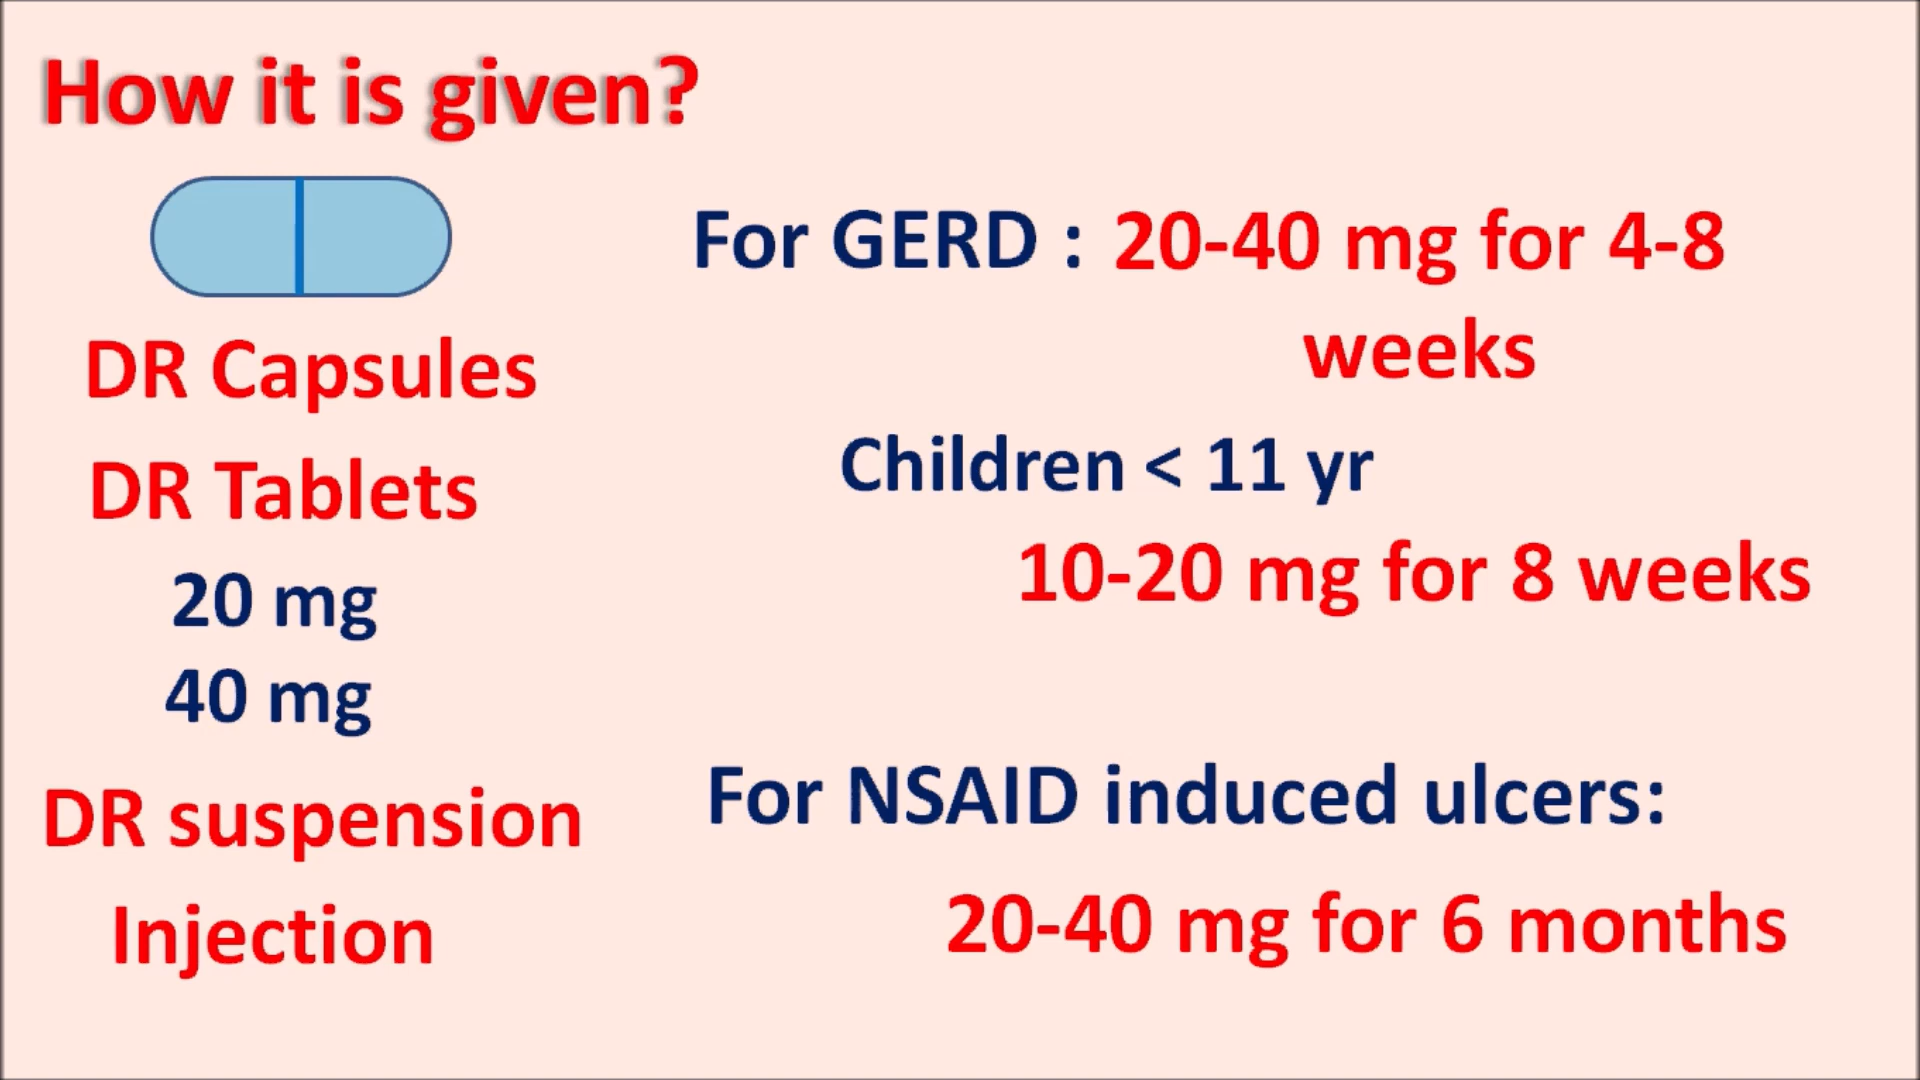 How it is given?
DR Capsules
DR Tablets
20 mg
40 mg
DR suspension
Injection
For GERD : 20-40 mg for 4-8
weeks
Children < 11 yr
10-20 mg for 8 weeks
For NSAID induced ulcers:
20-40 mg for 6 months